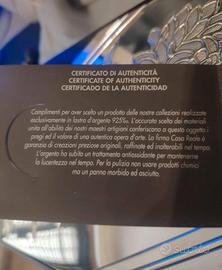 CERTIFICATO DI AUTENTICITÀ
CERTIFICATE OF AUTHENTICITY
CERTIFICADO DE LA AUTENTICIDAD
Complimenti per aver scelto un prodotto delle nostre collezioni realizzate
esclusivamente in lastra d'argento 925‰. L'accurata scelta dei materiali
unita all'abilità dei nostri maestri artigiani conferiscono a questo oggetto i
pregi ed il valore di una autentica opera d'arte. La firma Casa Reale è
garanzia di creazioni preziose originali, raffinate ed inalterabili nel tempo.
L'argento ha subito un trattamento antiossidante per mantenerne
la lucentezza nel tempo. Per la pulizia non usare prodotti chimici
ma un panno morbido ed asciutto.
subito